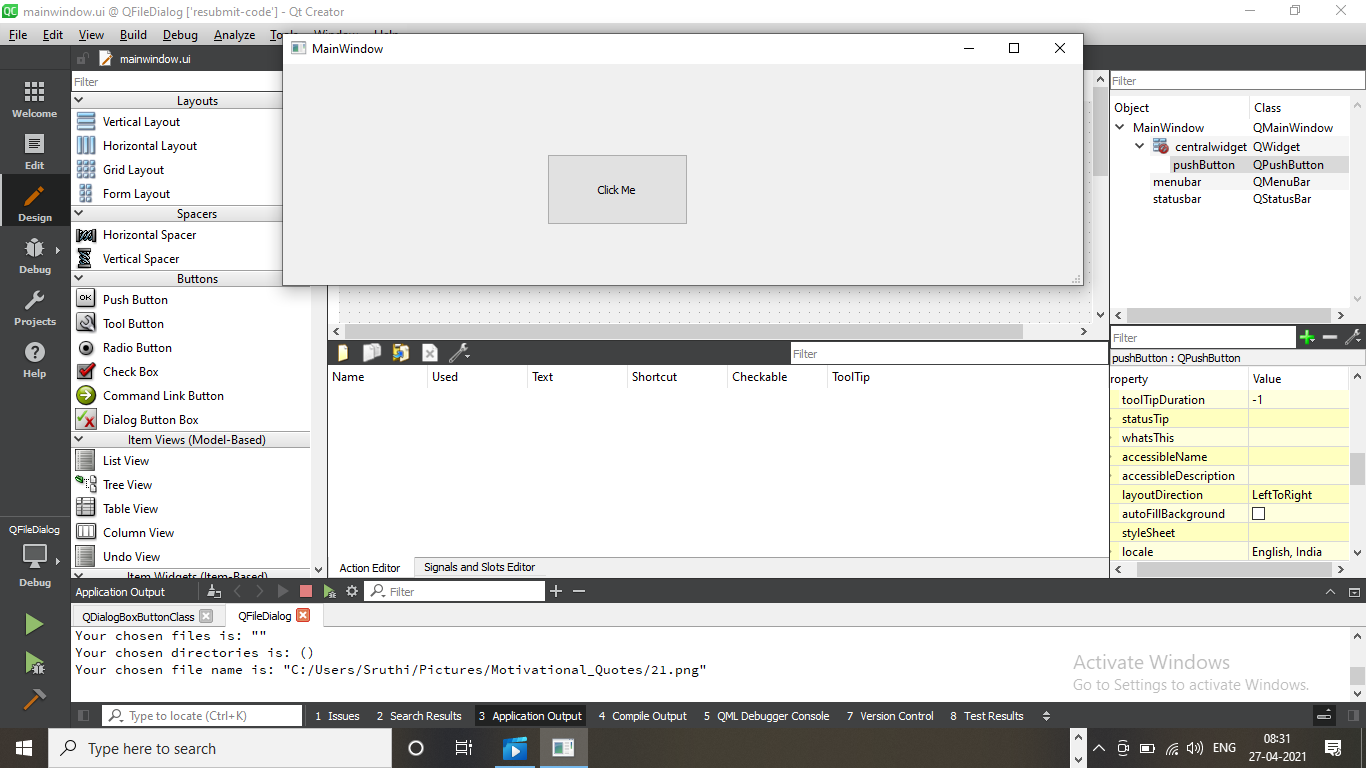 mainwindow.ui @ QFileDialog ['resubmit-code'] - Qt Creator
File Edit View Build Debug Analyze
MainWindow
mainwindow.ui
Filter
Layouts
Vertical Layout
Horizontal Layout
Grid Layout
Form Layout
Spacers
Horizontal Spacer
Vertical Spacer
Buttons
OK Push Button
Tool Button
Radio Button
Check Box
Command Link Button
Dialog Button Box
Item Views (Model-Based)
List View
Tree View
Table View
Column View
Undo View
Item Widgets (Item-Based)
Welcome
Edit
Design
Debug
Projects
Help
QFileDialog
Debug
Click Me
Filter
Object Class
MainWindow QMainWindow
centralwidget QWidget
pushButton QPushButton
menubar QMenuBar
statusbar QStatusBar
Filter
Name Used Text Shortcut Checkable ToolTip
Action Editor Signals and Slots Editor
Filter
pushButton : QPushButton
roperty Value
toolTipDuration -1
statusTip
whatsThis
accessibleName
accessibleDescription
layoutDirection LeftToRight
autoFillBackground
styleSheet
locale English, India
Application Output Filter
QDialogBoxButtonClass QFileDialog
Your chosen files is: ""
Your chosen directories is: ()
Your chosen file name is: "C:/Users/Sruthi/Pictures/Motivational_Quotes/21.png"
Activate Windows
Go to Settings to activate Windows.
Type to locate (Ctrl+K) 1 Issues 2 Search Results 3 Application Output 4 Compile Output 5 QML Debugger Console 7 Version Control 8 Test Results
Type here to search
ENG
08:31
27-04-2021